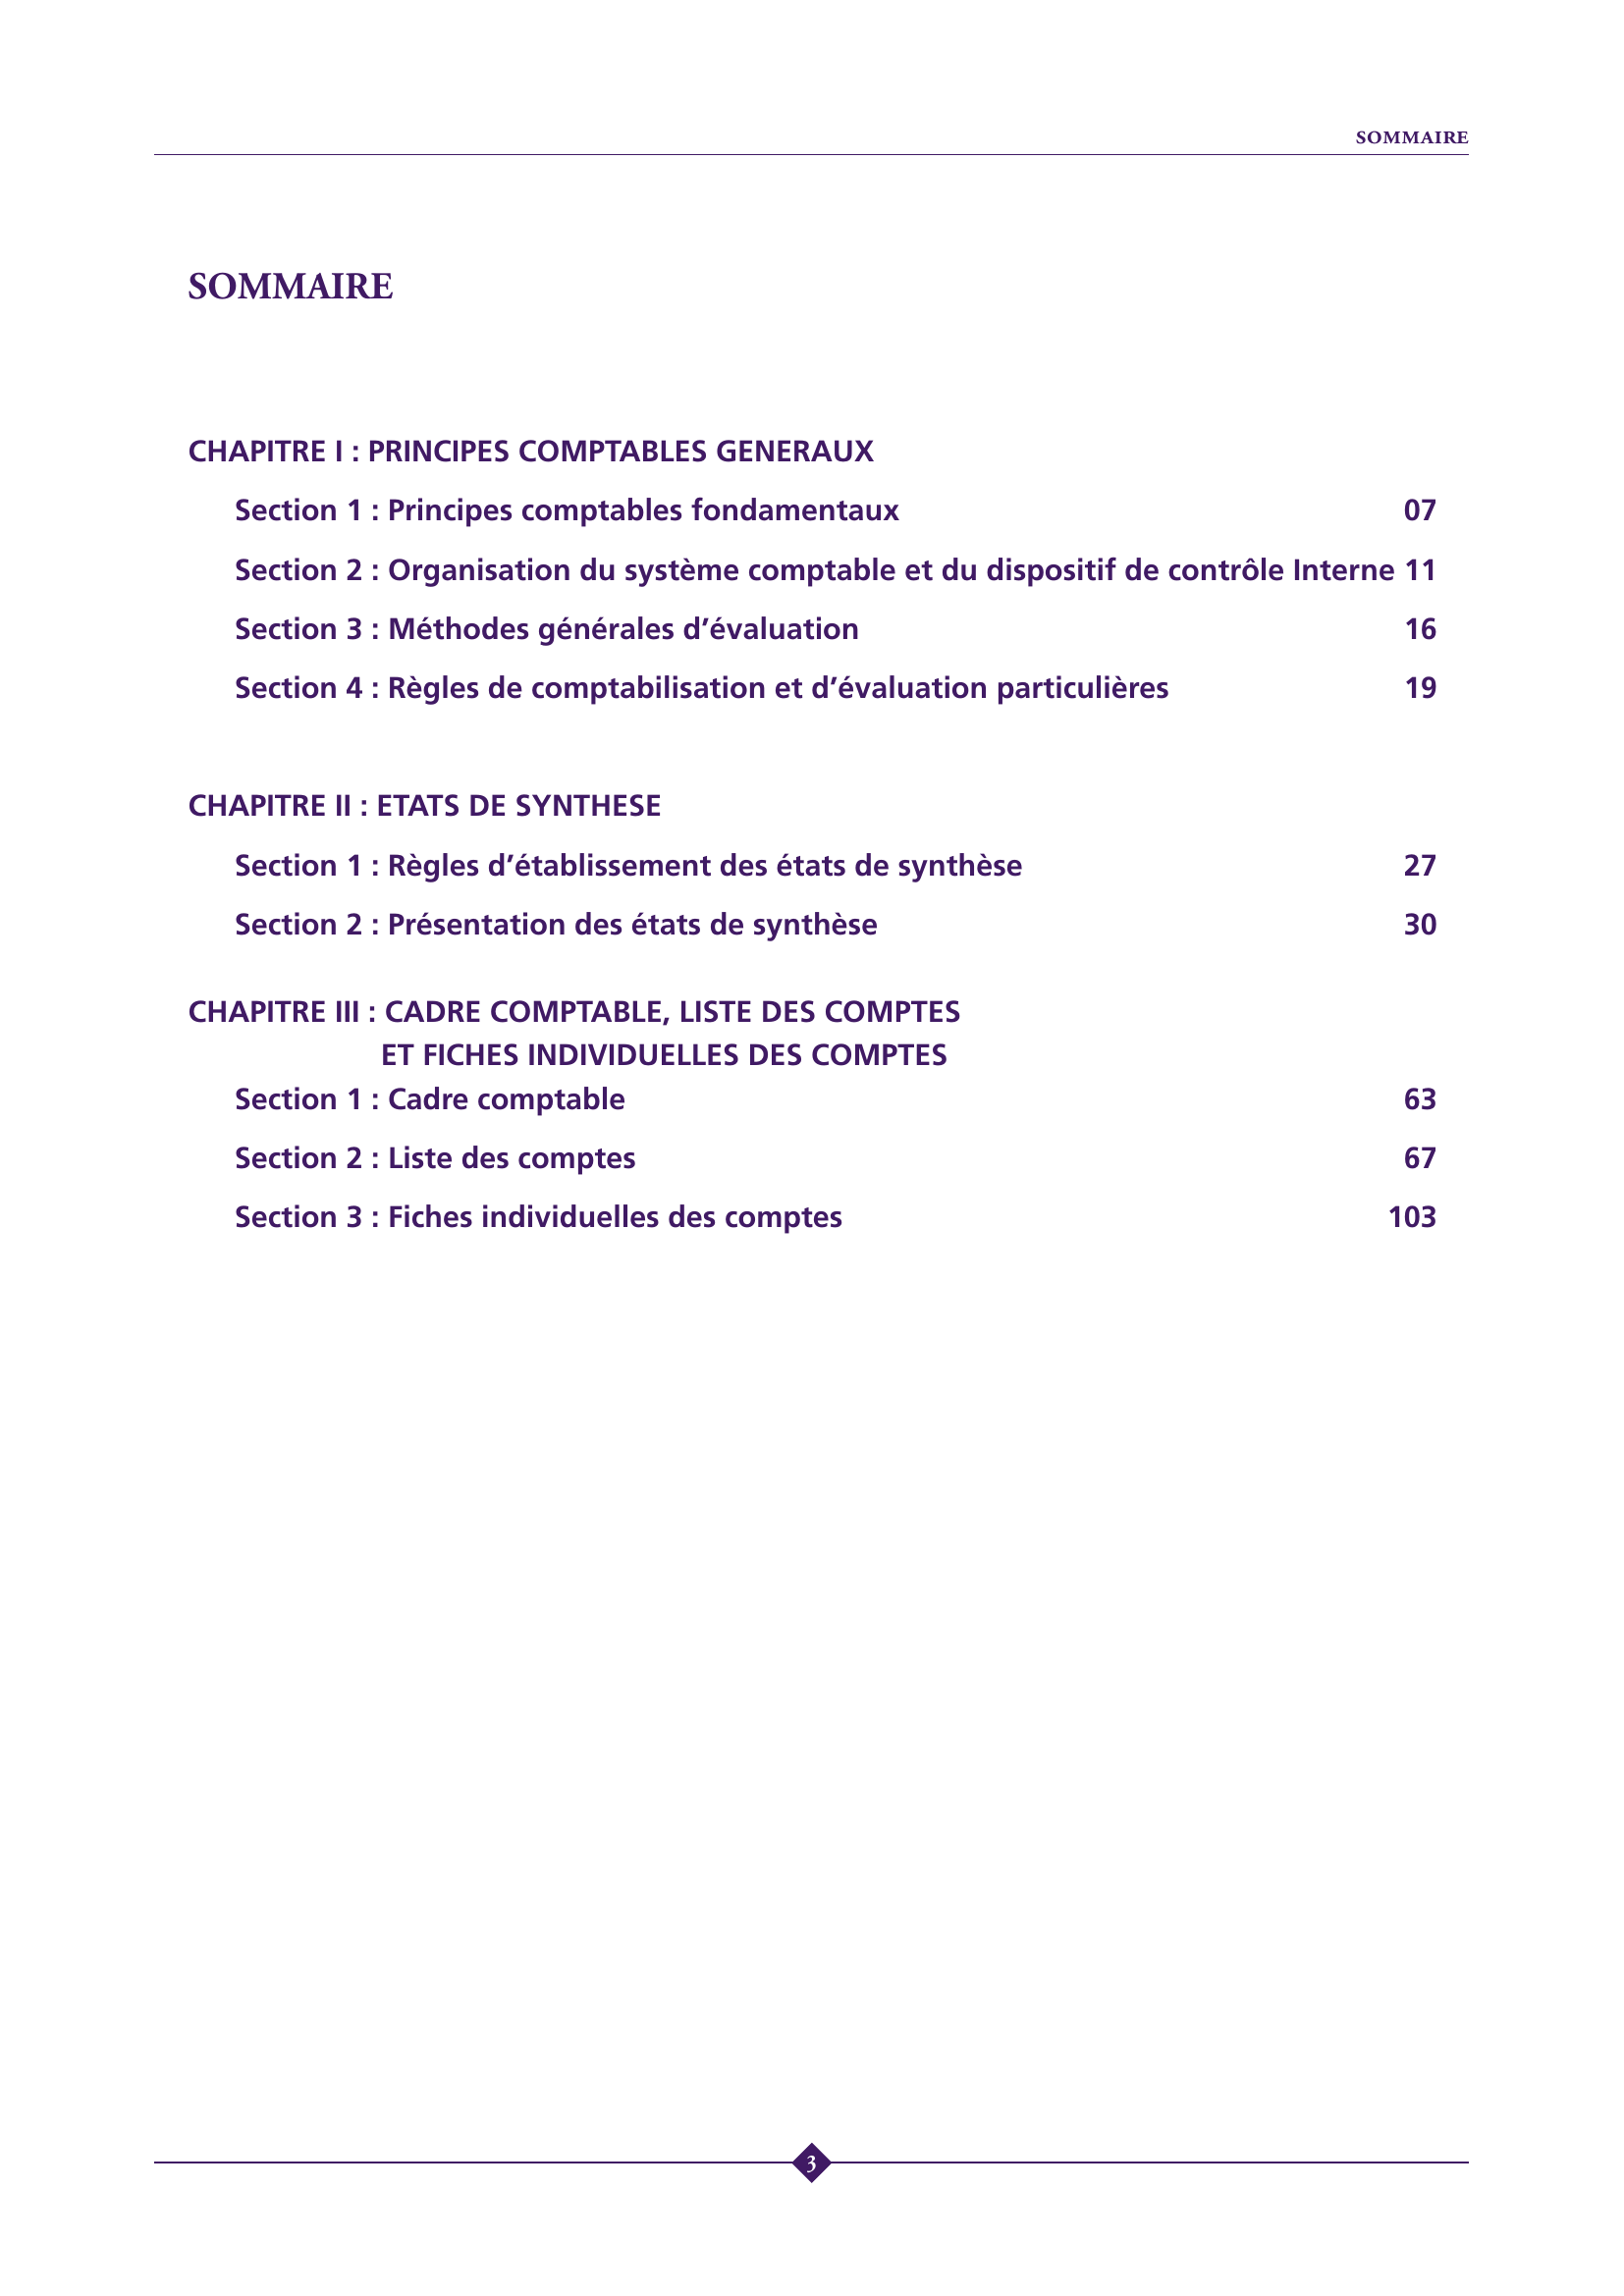 SOMMAIRE
SOMMAIRE
CHAPITRE I : PRINCIPES COMPTABLES GENERAUX
Section 1 : Principes comptables fondamentaux 07
Section 2 : Organisation du système comptable et du dispositif de contrôle Interne 11
Section 3 : Méthodes générales d’évaluation 16
Section 4 : Règles de comptabilisation et d’évaluation particulières 19
CHAPITRE II : ETATS DE SYNTHESE
Section 1 : Règles d’établissement des états de synthèse 27
Section 2 : Présentation des états de synthèse 30
CHAPITRE III : CADRE COMPTABLE, LISTE DES COMPTES
ET FICHES INDIVIDUELLES DES COMPTES
Section 1 : Cadre comptable 63
Section 2 : Liste des comptes 67
Section 3 : Fiches individuelles des comptes 103
3